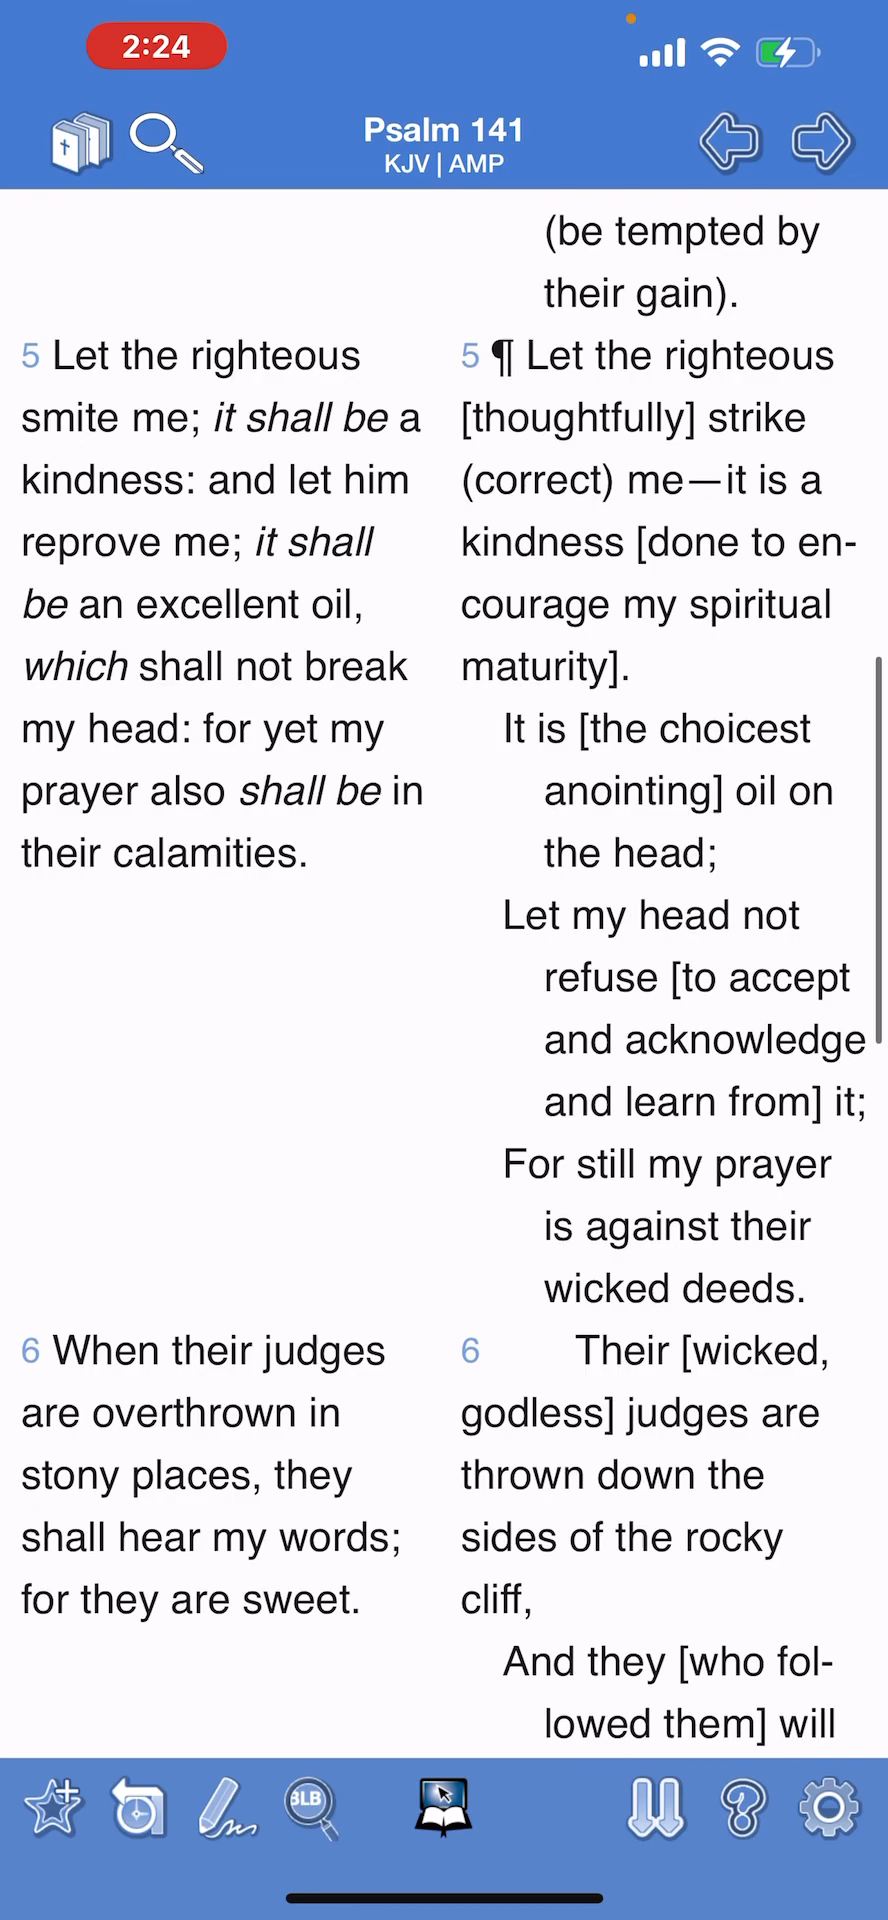 2:24
Psalm 141
KJV | AMP
(be tempted by
their gain).
5 Let the righteous
smite me; it shall be a
kindness: and let him
reprove me; it shall
be an excellent oil,
which shall not break
my head: for yet my
prayer also shall be in
their calamities.
5 ¶ Let the righteous
[thoughtfully] strike
(correct) me—it is a
kindness [done to en-
courage my spiritual
maturity].
It is [the choicest
anointing] oil on
the head;
Let my head not
refuse [to accept
and acknowledge
and learn from] it;
For still my prayer
is against their
wicked deeds.
6 When their judges
are overthrown in
stony places, they
shall hear my words;
for they are sweet.
6 Their [wicked,
godless] judges are
thrown down the
sides of the rocky
cliff,
And they [who fol-
lowed them] will
BLB